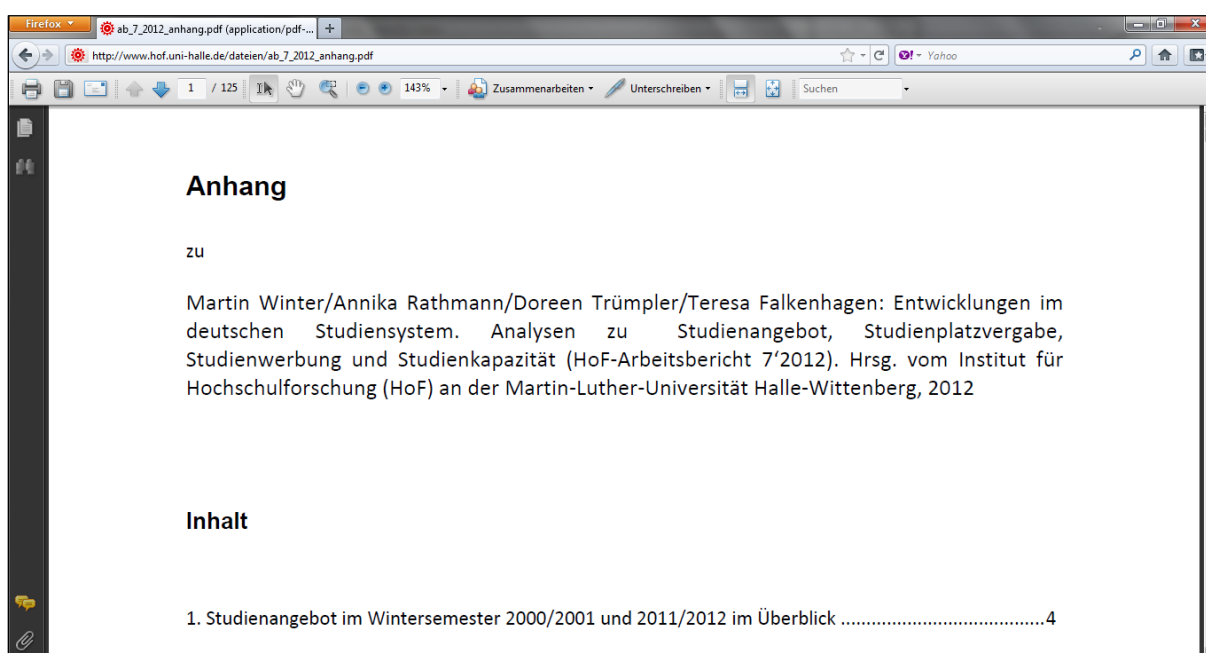 Firefox
ab_7_2012_anhang.pdf (application/pdf-...
http://www.hof.uni-halle.de/dateien/ab_7_2012_anhang.pdf
Yahoo
1 / 125 143% Zusammenarbeiten Unterschreiben Suchen
Anhang
zu
Martin Winter/Annika Rathmann/Doreen Trümpler/Teresa Falkenhagen: Entwicklungen im
deutschen Studiensystem. Analysen zu Studienangebot, Studienplatzvergabe,
Studienwerbung und Studienkapazität (HoF-Arbeitsbericht 7‘2012). Hrsg. vom Institut für
Hochschulforschung (HoF) an der Martin-Luther-Universität Halle-Wittenberg, 2012
Inhalt
1. Studienangebot im Wintersemester 2000/2001 und 2011/2012 im Überblick ........................................4